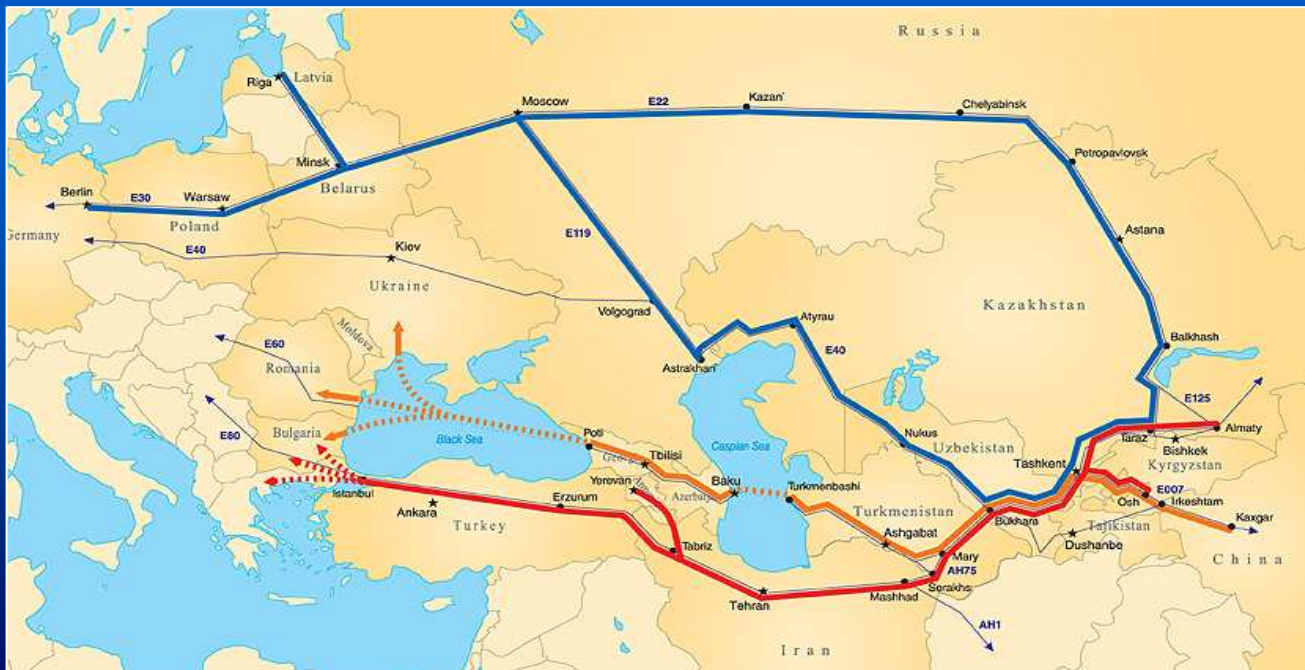 Russia
Riga
Latvia
Moscow
E22
Kazan'
Chelyabinsk
Minsk
Belarus
Petropavlovsk
Berlin
E30
Warsaw
Poland
Germany
E40
Kiev
E119
Astana
Ukraine
Kazakhstan
Volgograd
Atyrau
Moldova
E60
Romania
Astrakhan'
E40
Balkhash
E125
E80
Bulgaria
Black Sea
Poti
Caspian Sea
Nukus
Uzbekistan
Taraz
Almaty
Bishkek
Tbilisi
Georgia
Kyrgyzstan
Tashkent
Yerevan
Baku
Turkmenbashi
Istanbul
Erzurum
Azerbaijan
E007
Osh
Irkeshtam
Ankara
Turkey
Turkmenistan
Bukhara
Tajikistan
Kaxgar
Ashgabat
Dushanbe
Tabriz
Mary
China
AH75
Serakhs
Tehran
Mashhad
AH1
Iran